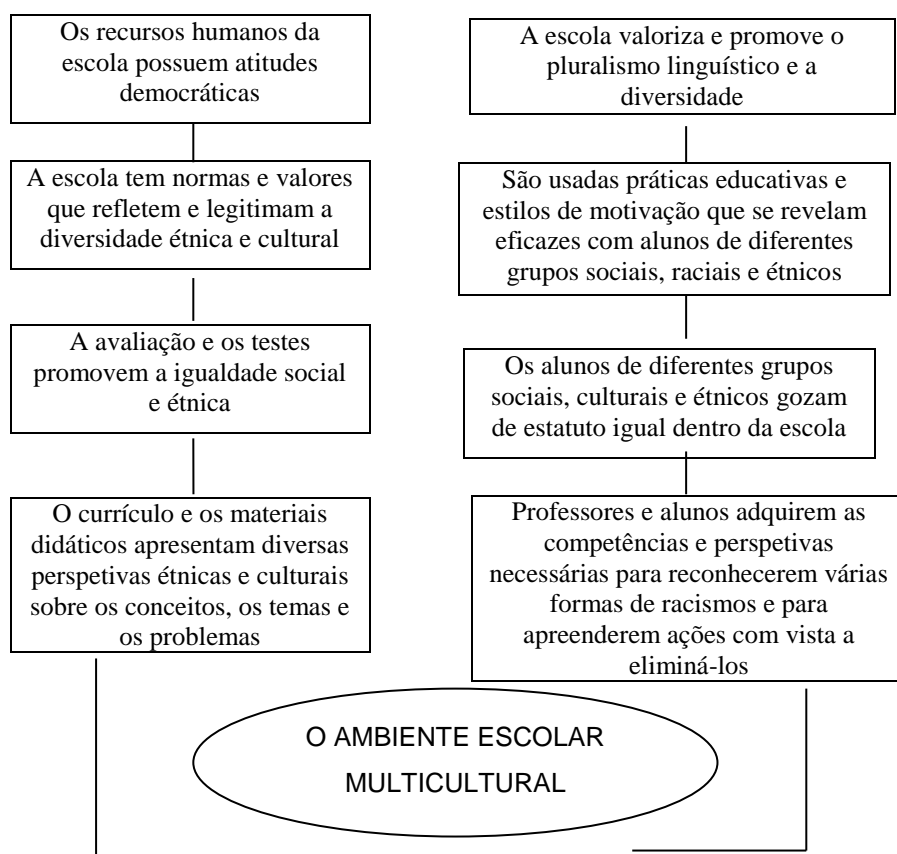 Os recursos humanos da
escola possuem atitudes
democráticas
A escola tem normas e valores
que refletem e legitimam a
diversidade étnica e cultural
A avaliação e os testes
promovem a igualdade social
e étnica
O currículo e os materiais
didáticos apresentam diversas
perspetivas étnicas e culturais
sobre os conceitos, os temas e
os problemas
A escola valoriza e promove o
pluralismo linguístico e a
diversidade
São usadas práticas educativas e
estilos de motivação que se revelam
eficazes com alunos de diferentes
grupos sociais, raciais e étnicos
Os alunos de diferentes grupos
sociais, culturais e étnicos gozam
de estatuto igual dentro da escola
Professores e alunos adquirem as
competências e perspetivas
necessárias para reconhecerem várias
formas de racismos e para
apreenderem ações com vista a
eliminá-los
O AMBIENTE ESCOLAR
MULTICULTURAL